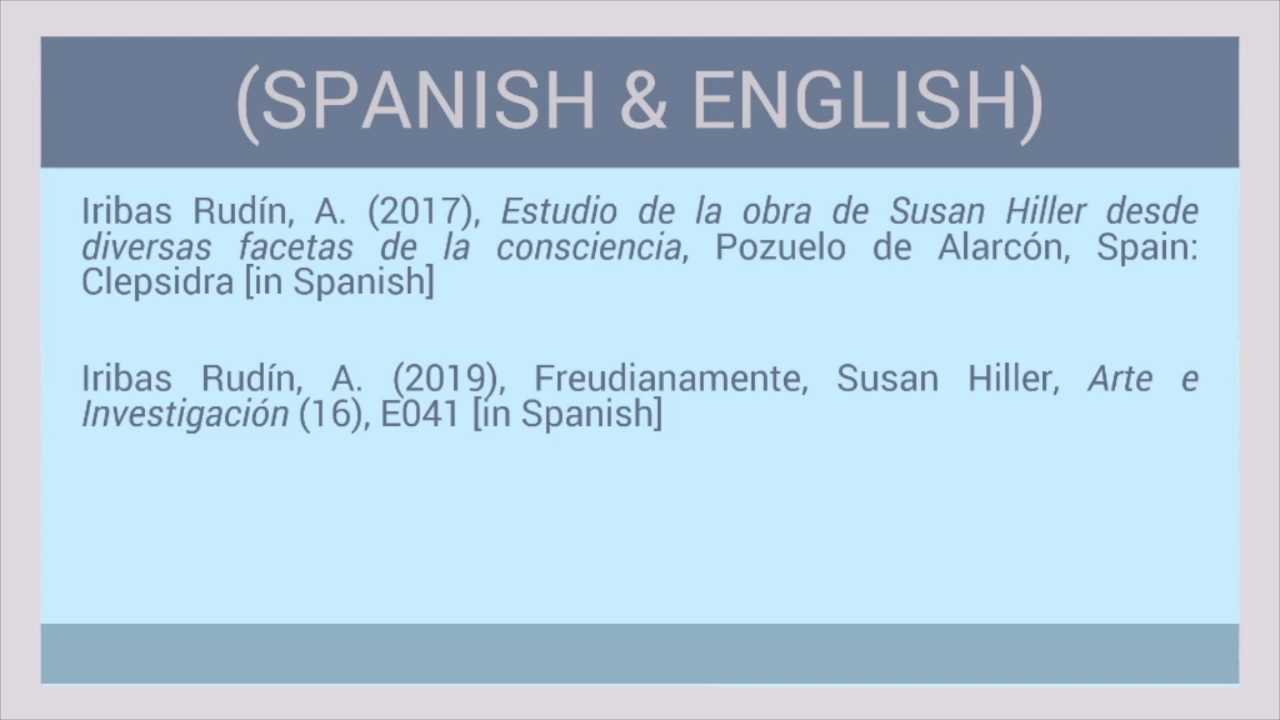 (SPANISH & ENGLISH)
Iribas Rudín, A. (2017), Estudio de la obra de Susan Hiller desde
diversas facetas de la consciencia, Pozuelo de Alarcón, Spain:
Clepsidra [in Spanish]
Iribas Rudín, A. (2019), Freudianamente, Susan Hiller, Arte e
Investigación (16), E041 [in Spanish]